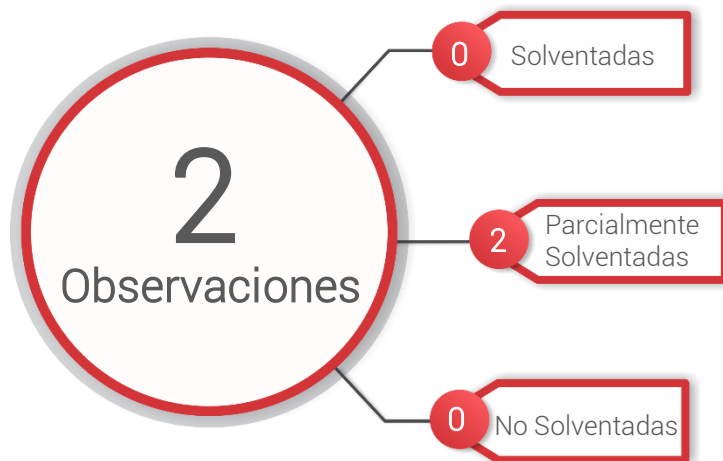 2
Observaciones
0
Solventadas
2
Parcialmente
Solventadas
0
No Solventadas